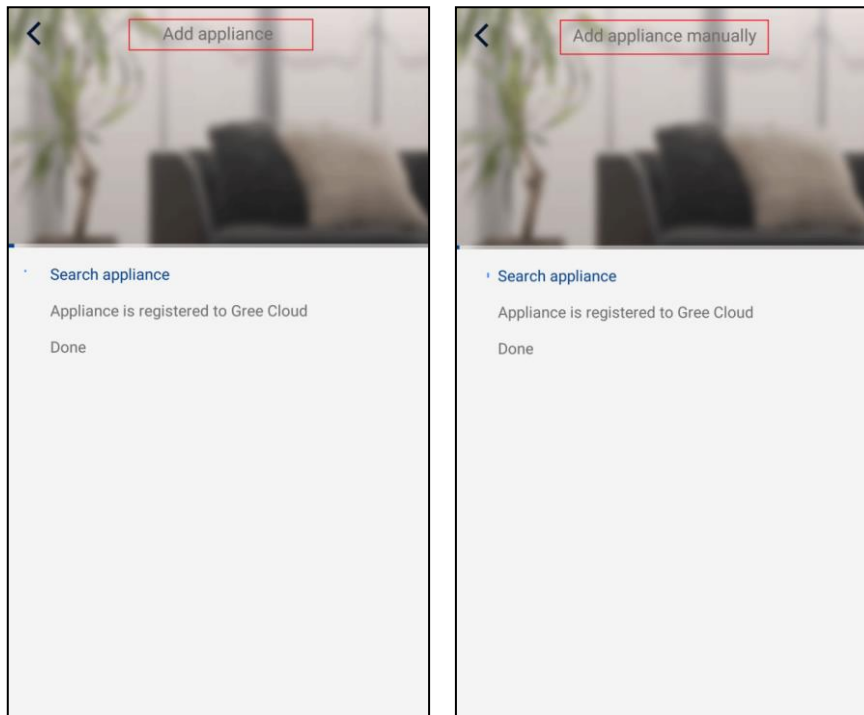 Add appliance
Search appliance
Appliance is registered to Gree Cloud
Done
Add appliance manually
Search appliance
Appliance is registered to Gree Cloud
Done